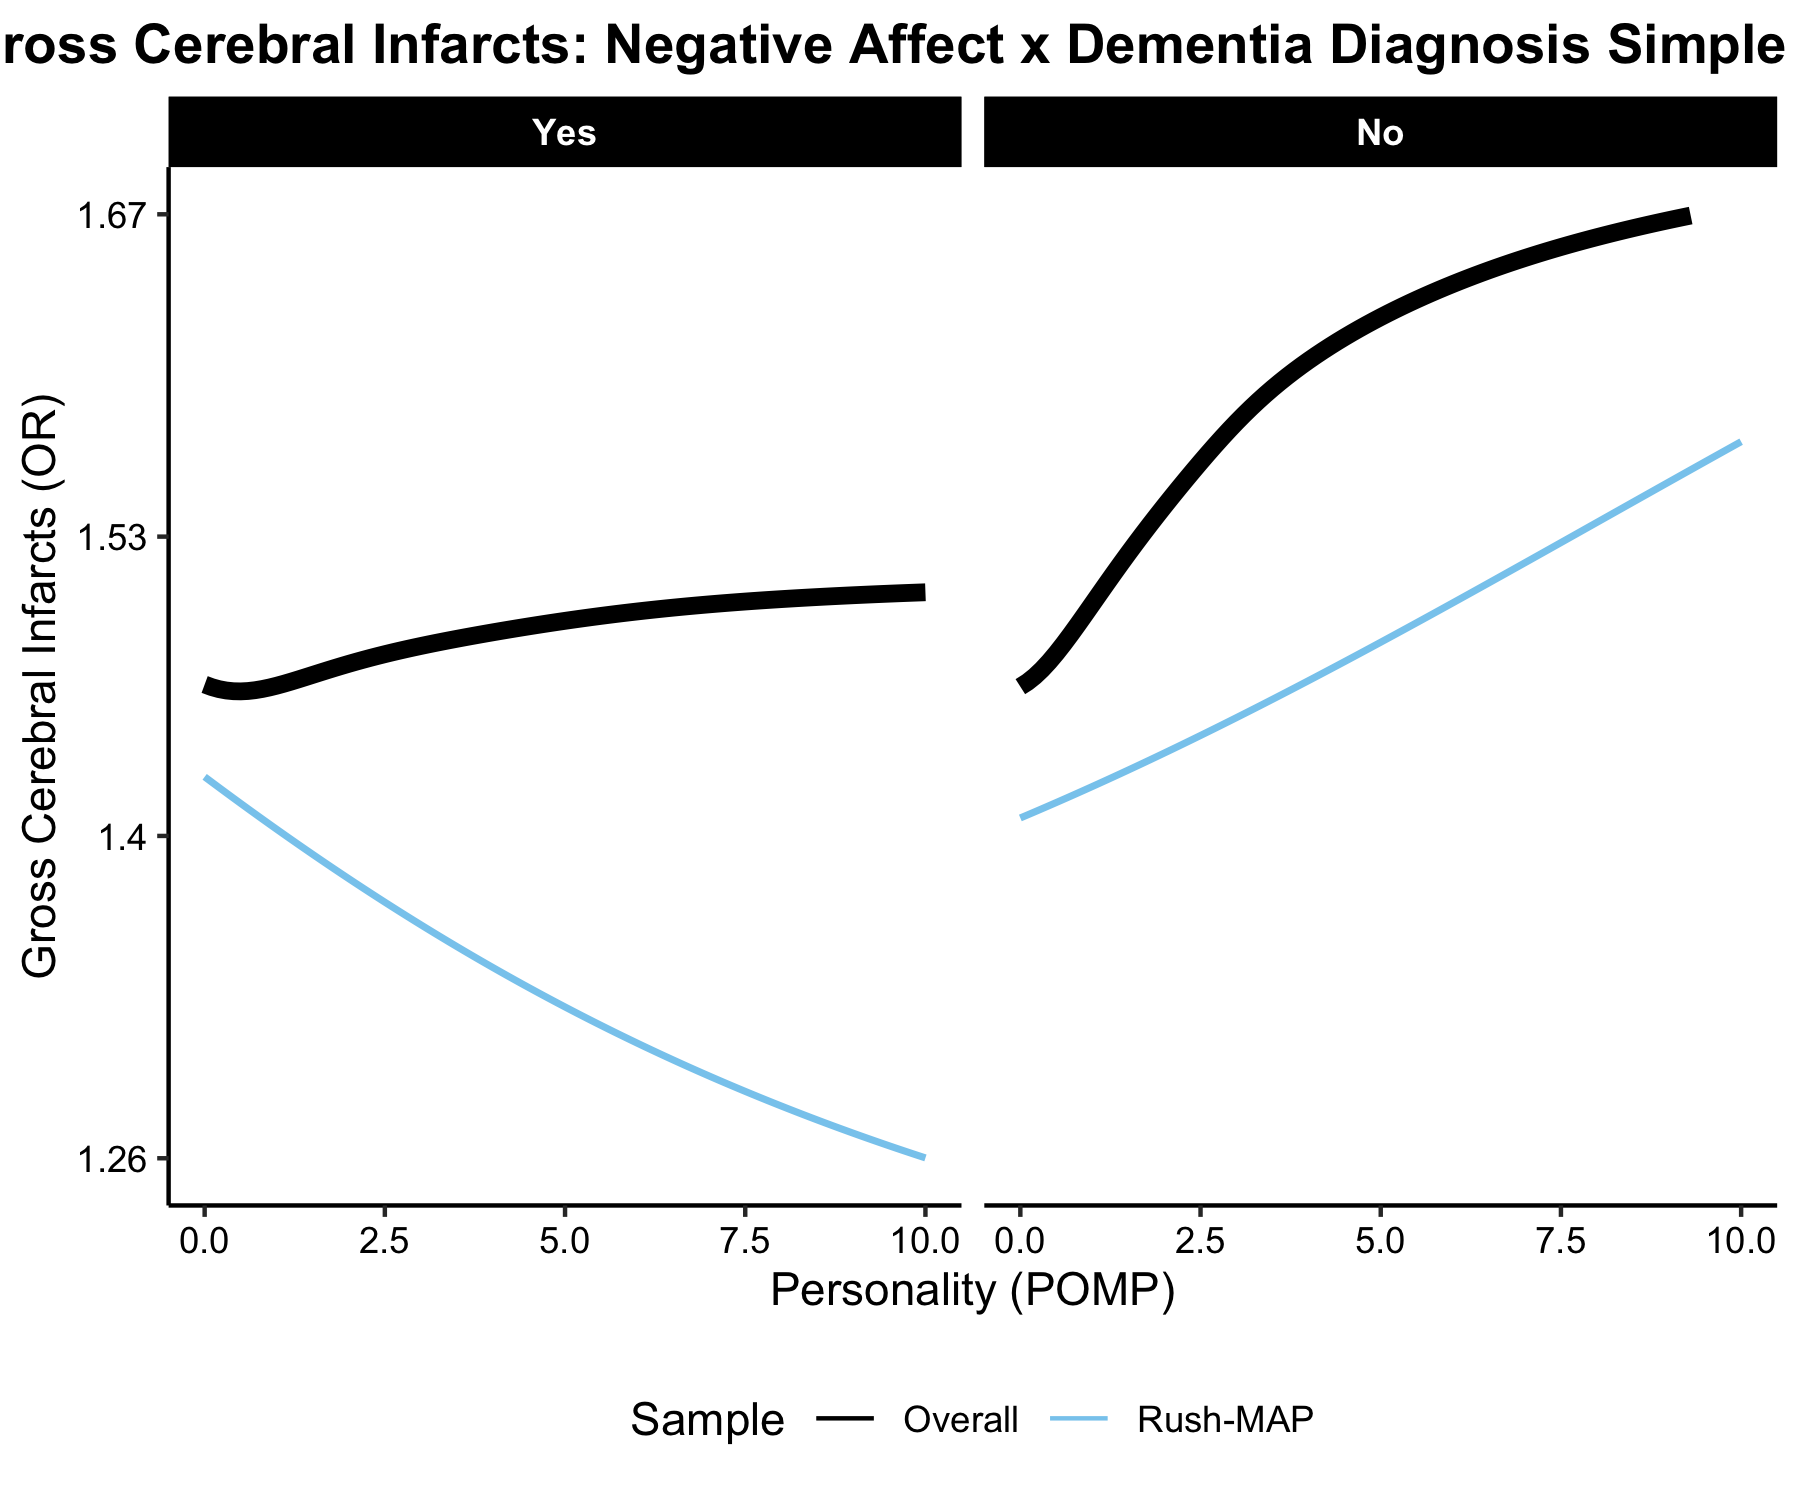 ross Cerebral Infarcts: Negative Affect x Dementia Diagnosis Simple
Yes
No
Gross Cerebral Infarcts (OR)
1.67
1.53
1.4
1.26
0.0 2.5 5.0 7.5 10.0 0.0 2.5 5.0 7.5 10.0
Personality (POMP)
Sample Overall Rush-MAP